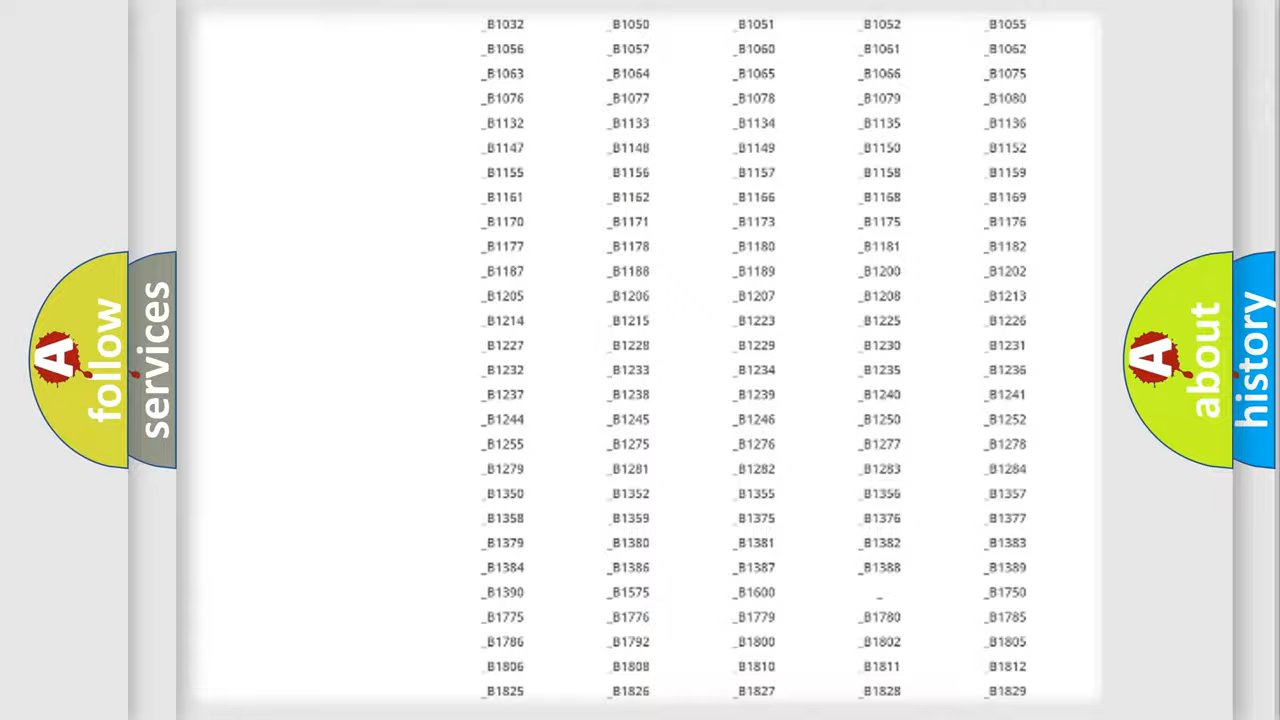 _B1032 _B1050 _B1051 _B1052 _B1055
_B1056 _B1057 _B1060 _B1061 _B1062
_B1063 _B1064 _B1065 _B1066 _B1075
_B1076 _B1077 _B1078 _B1079 _B1080
_B1132 _B1133 _B1134 _B1135 _B1136
_B1147 _B1148 _B1149 _B1150 _B1152
_B1155 _B1156 _B1157 _B1158 _B1159
_B1161 _B1162 _B1166 _B1168 _B1169
_B1170 _B1171 _B1173 _B1175 _B1176
_B1177 _B1178 _B1180 _B1181 _B1182
_B1187 _B1188 _B1189 _B1200 _B1202
_B1205 _B1206 _B1207 _B1208 _B1213
_B1214 _B1215 _B1223 _B1225 _B1226
_B1227 _B1228 _B1229 _B1230 _B1231
_B1232 _B1233 _B1234 _B1235 _B1236
_B1237 _B1238 _B1239 _B1240 _B1241
_B1244 _B1245 _B1246 _B1250 _B1252
_B1255 _B1275 _B1276 _B1277 _B1278
_B1279 _B1281 _B1282 _B1283 _B1284
_B1350 _B1352 _B1355 _B1356 _B1357
_B1358 _B1359 _B1375 _B1376 _B1377
_B1379 _B1380 _B1381 _B1382 _B1383
_B1384 _B1386 _B1387 _B1388 _B1389
_B1390 _B1575 _B1600 _ _B1750
_B1775 _B1776 _B1779 _B1780 _B1785
_B1786 _B1792 _B1800 _B1802 _B1805
_B1806 _B1808 _B1810 _B1811 _B1812
_B1825 _B1826 _B1827 _B1828 _B1829
A
follow
services
A
about
history